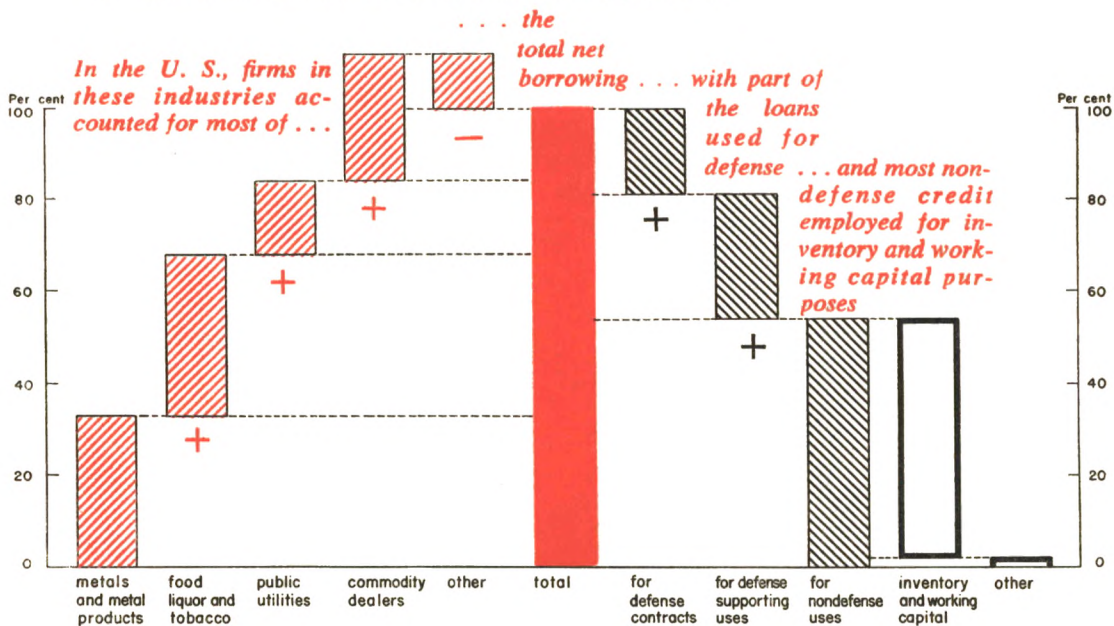 . . . the
total net
borrowing . . . with part of
the loans
used for
defense . . . and most non-
defense credit
employed for in-
ventory and work-
ing capital pur-
poses
In the U. S., firms in
these industries ac-
counted for most of . . .
Per cent
100
80
60
40
20
0
Per cent
100
80
60
40
20
0
+
+
+
−
+
+
metals
and metal
products
food
liquor and
tobacco
public
utilities
commodity
dealers
other
total
for
defense
contracts
for defense
supporting
uses
for
nondefense
uses
inventory
and working
capital
other